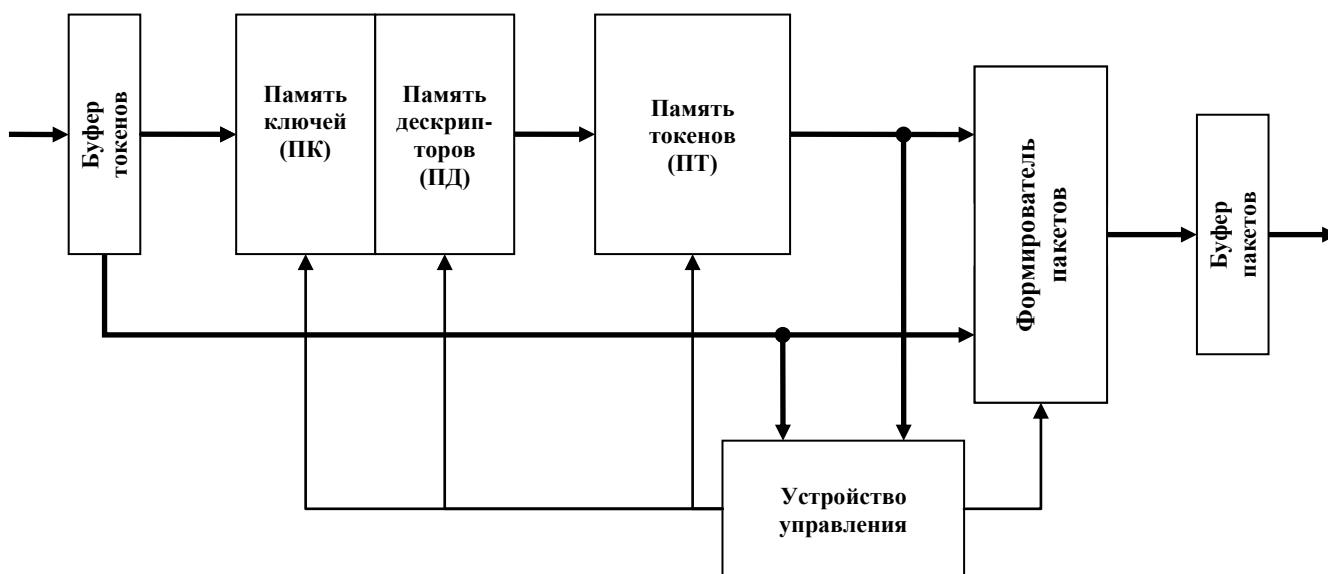 Буфер
токенов
Память
ключей
(ПК)
Память
дескрип-
торов
(ПД)
Память
токенов
(ПТ)
Формирователь
пакетов
Буфер
пакетов
Устройство
управления